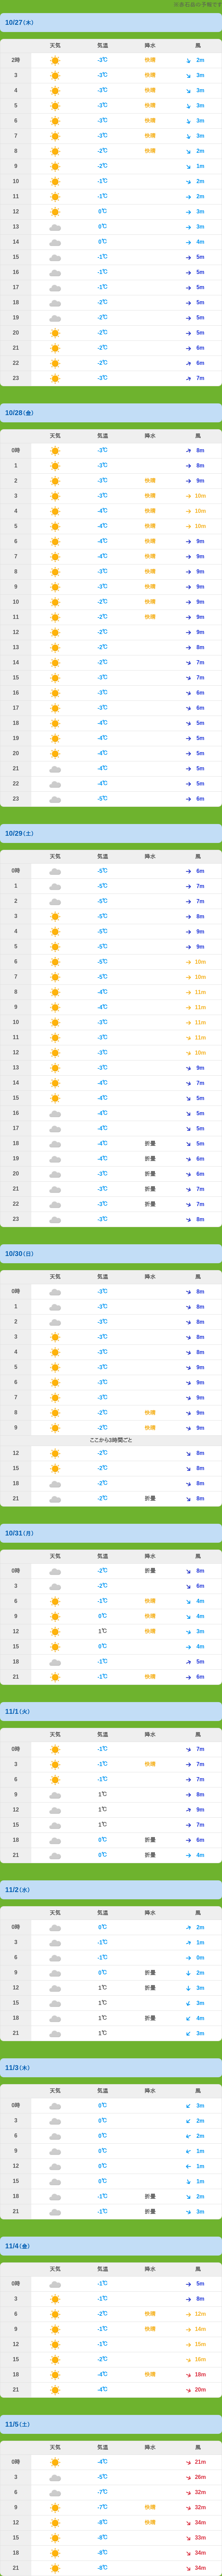 10/27(木)
天気 気温 降水 風
2時 -3℃ 快晴 2m
3 -3℃ 快晴 3m
4 -3℃ 快晴 3m
5 -3℃ 快晴 3m
6 -3℃ 快晴 3m
7 -3℃ 快晴 3m
8 -2℃ 快晴 2m
9 -2℃ 1m
10 -1℃ 2m
11 -1℃ 2m
12 0℃ 3m
13 0℃ 3m
14 0℃ 4m
15 -1℃ 5m
16 -1℃ 5m
17 -1℃ 5m
18 -2℃ 5m
19 -2℃ 5m
20 -2℃ 5m
21 -2℃ 6m
22 -2℃ 6m
23 -3℃ 7m
10/28(金)
天気 気温 降水 風
0時 -3℃ 8m
1 -3℃ 8m
2 -3℃ 快晴 9m
3 -3℃ 快晴 10m
4 -4℃ 快晴 10m
5 -4℃ 快晴 10m
6 -4℃ 快晴 9m
7 -4℃ 快晴 9m
8 -3℃ 快晴 9m
9 -3℃ 快晴 9m
10 -2℃ 快晴 9m
11 -2℃ 快晴 9m
12 -2℃ 9m
13 -2℃ 8m
14 -2℃ 7m
15 -3℃ 7m
16 -3℃ 6m
17 -3℃ 6m
18 -4℃ 5m
19 -4℃ 5m
20 -4℃ 5m
21 -4℃ 5m
22 -4℃ 5m
23 -5℃ 6m
10/29(土)
天気 気温 降水 風
0時 -5℃ 6m
1 -5℃ 7m
2 -5℃ 7m
3 -5℃ 8m
4 -5℃ 9m
5 -5℃ 9m
6 -5℃ 10m
7 -5℃ 10m
8 -4℃ 11m
9 -4℃ 11m
10 -3℃ 11m
11 -3℃ 11m
12 -3℃ 10m
13 -3℃ 9m
14 -4℃ 7m
15 -4℃ 5m
16 -4℃ 5m
17 -4℃ 5m
18 -4℃ 折曇 5m
19 -4℃ 折曇 6m
20 -3℃ 折曇 6m
21 -3℃ 折曇 7m
22 -3℃ 折曇 7m
23 -3℃ 8m
10/30(日)
天気 気温 降水 風
0時 -3℃ 8m
1 -3℃ 8m
2 -3℃ 8m
3 -3℃ 8m
4 -3℃ 8m
5 -3℃ 9m
6 -3℃ 9m
7 -3℃ 9m
8 -2℃ 快晴 9m
9 -2℃ 快晴 9m
ここから3時間ごと
12 -2℃ 8m
15 -2℃ 8m
18 -2℃ 8m
21 -2℃ 折曇 8m
10/31(月)
天気 気温 降水 風
0時 -2℃ 折曇 8m
3 -2℃ 6m
6 -1℃ 快晴 4m
9 0℃ 快晴 4m
12 1℃ 快晴 3m
15 0℃ 4m
18 -1℃ 5m
21 -1℃ 快晴 6m
11/1(火)
天気 気温 降水 風
0時 -1℃ 7m
3 -1℃ 快晴 7m
6 -1℃ 7m
9 1℃ 8m
12 1℃ 9m
15 1℃ 7m
18 0℃ 折曇 6m
21 0℃ 折曇 4m
11/2(水)
天気 気温 降水 風
0時 0℃ 2m
3 -1℃ 1m
6 -1℃ 0m
9 0℃ 折曇 2m
12 1℃ 折曇 3m
15 1℃ 3m
18 1℃ 折曇 4m
21 1℃ 3m
11/3(木)
天気 気温 降水 風
0時 0℃ 3m
3 0℃ 2m
6 0℃ 2m
9 0℃ 1m
12 0℃ 1m
15 0℃ 1m
18 -1℃ 折曇 2m
21 -1℃ 折曇 3m
11/4(金)
天気 気温 降水 風
0時 -1℃ 5m
3 -1℃ 8m
6 -2℃ 快晴 12m
9 -1℃ 快晴 14m
12 -1℃ 15m
15 -2℃ 16m
18 -4℃ 快晴 18m
21 -4℃ 20m
11/5(土)
天気 気温 降水 風
0時 -4℃ 21m
3 -5℃ 26m
6 -7℃ 32m
9 -7℃ 快晴 32m
12 -8℃ 快晴 34m
15 -8℃ 33m
18 -8℃ 34m
21 -8℃ 34m